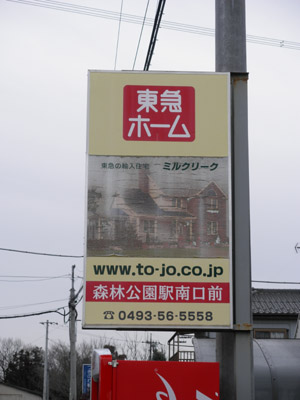 東急
ホーム
東急の輸入住宅 ミルクリーク
www.to-jo.co.jp
森林公園駅南口前
☎0493-56-5558